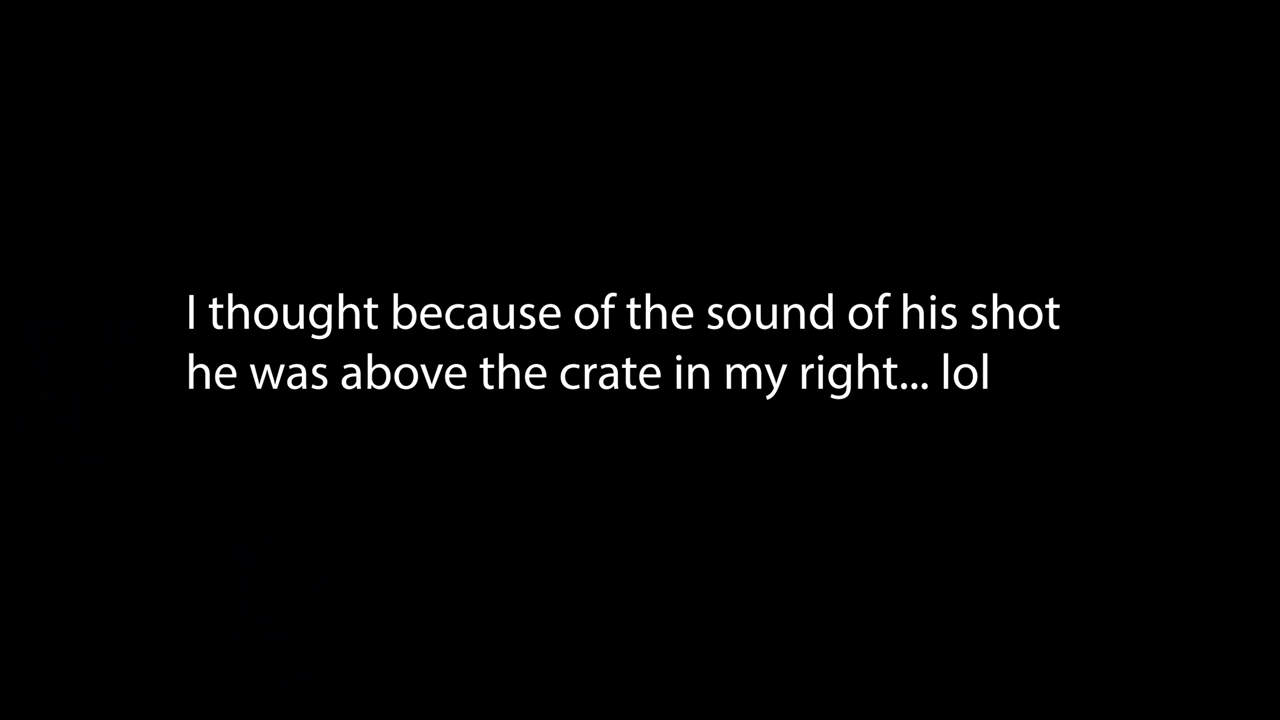 I thought because of the sound of his shot
he was above the crate in my right... lol